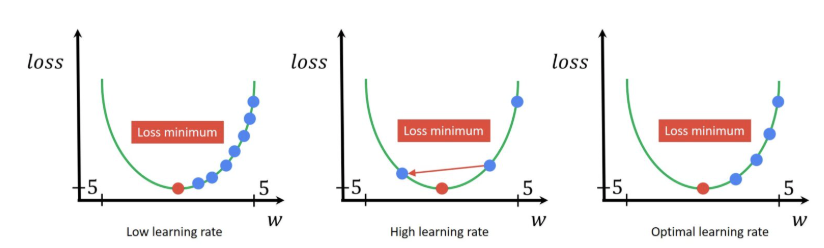 loss
Loss minimum
-5
5
w
Low learning rate
loss
Loss minimum
-5
5
w
High learning rate
loss
Loss minimum
-5
5
w
Optimal learning rate